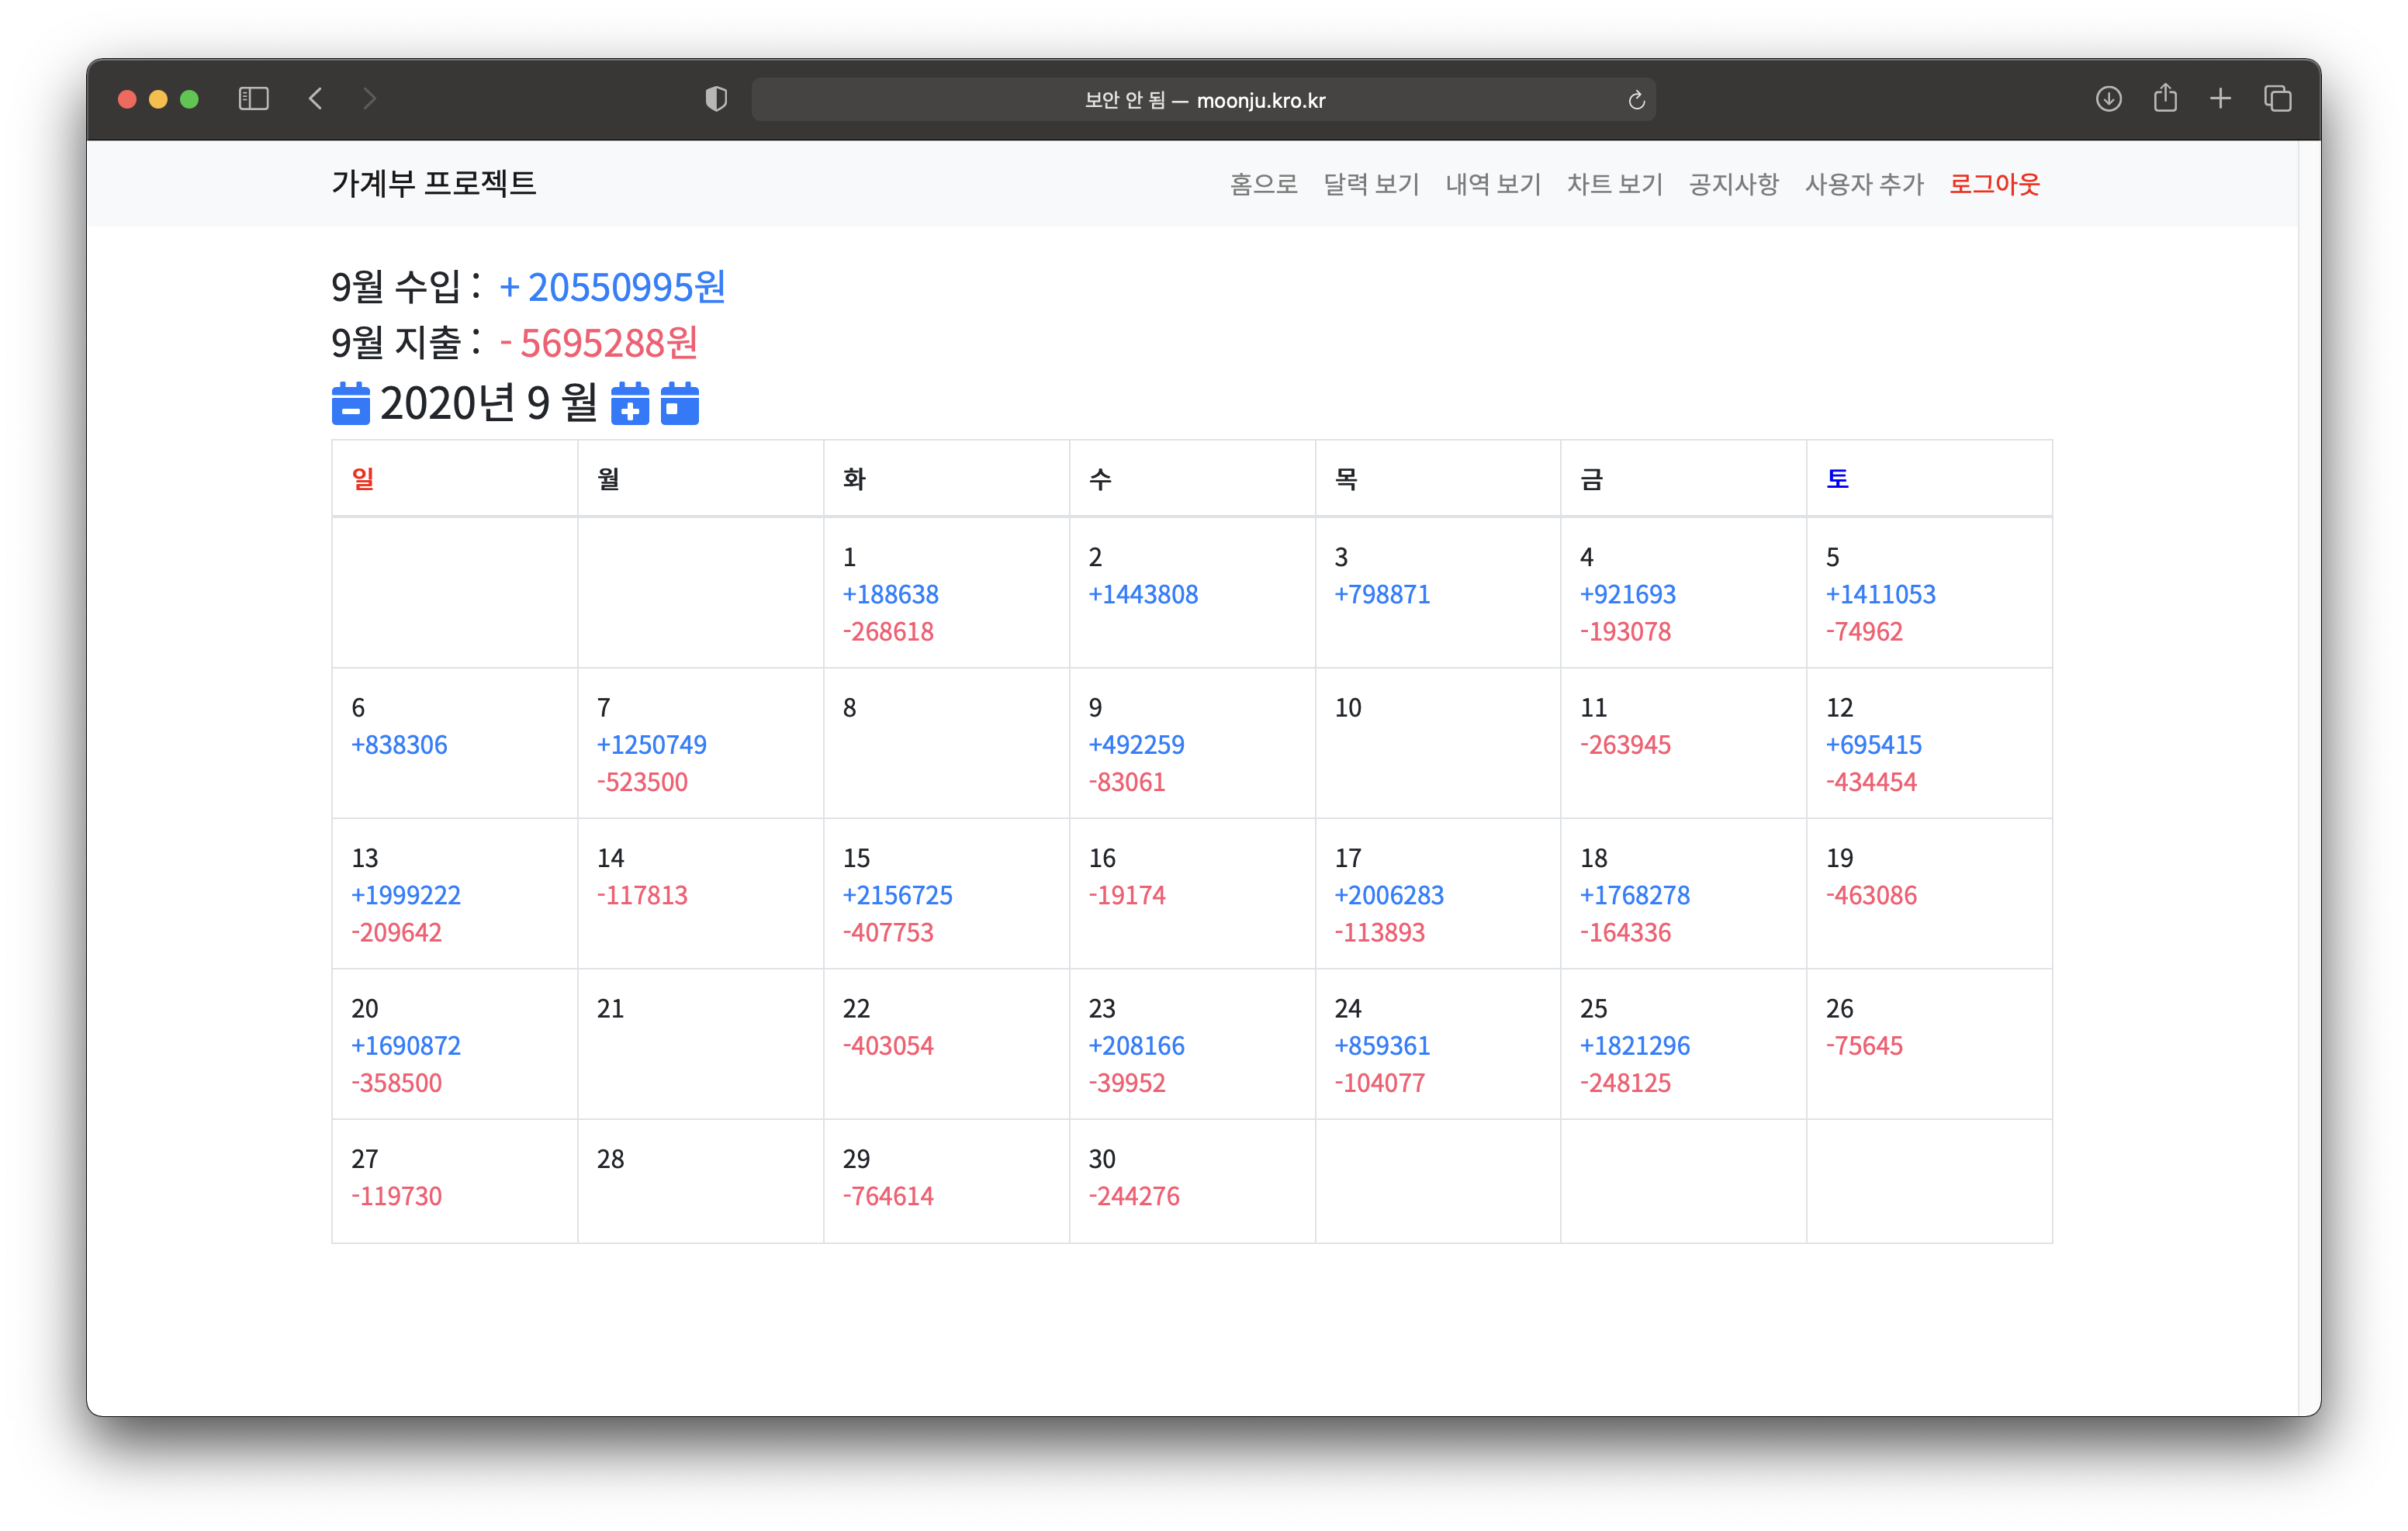 보안 안 됨 — moonju.kro.kr
가계부 프로젝트 홈으로 달력 보기 내역 보기 차트 보기 공지사항 사용자 추가 로그아웃
9월 수입 : + 20550995원
9월 지출 : - 5695288원
2020년 9 월
일 월 화 수 목 금 토
1 2 3 4 5
+188638 +1443808 +798871 +921693 +1411053
-268618 -193078 -74962
6 7 8 9 10 11 12
+838306 +1250749 +492259 -263945 +695415
-523500 -83061 -434454
13 14 15 16 17 18 19
+1999222 -117813 +2156725 -19174 +2006283 +1768278 -463086
-209642 -407753 -113893 -164336
20 21 22 23 24 25 26
+1690872 -403054 +208166 +859361 +1821296 -75645
-358500 -39952 -104077 -248125
27 28 29 30
-119730 -764614 -244276